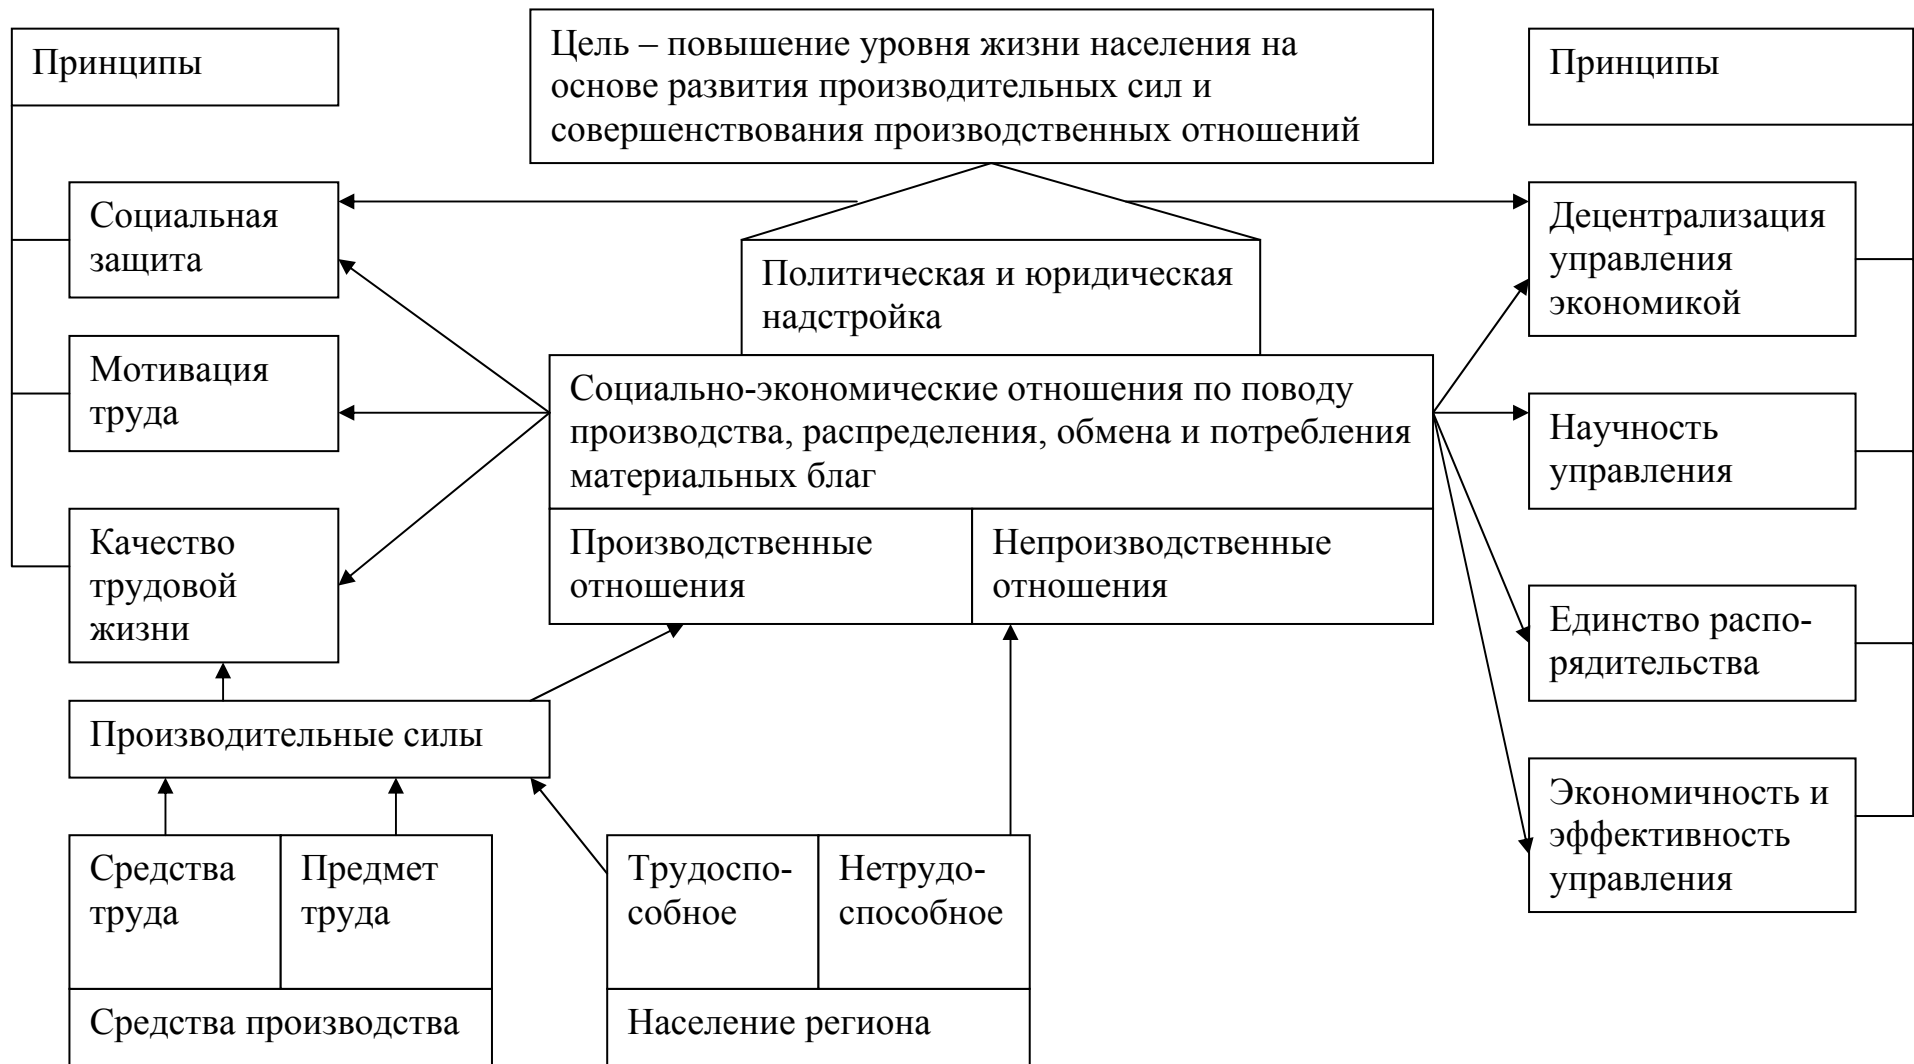 Принципы
Цель – повышение уровня жизни населения на
основе развития производительных сил и
совершенствования производственных отношений
Принципы
Социальная
защита
Мотивация
труда
Качество
трудовой
жизни
Политическая и юридическая
надстройка
Социально-экономические отношения по поводу
производства, распределения, обмена и потребления
материальных благ
Производственные
отношения
Непроизводственные
отношения
Децентрализация
управления
экономикой
Научность
управления
Единство распо-
рядительства
Экономичность и
эффективность
управления
Производительные силы
Средства
труда
Предмет
труда
Средства производства
Трудоспо-
собное
Нетрудо-
способное
Население региона